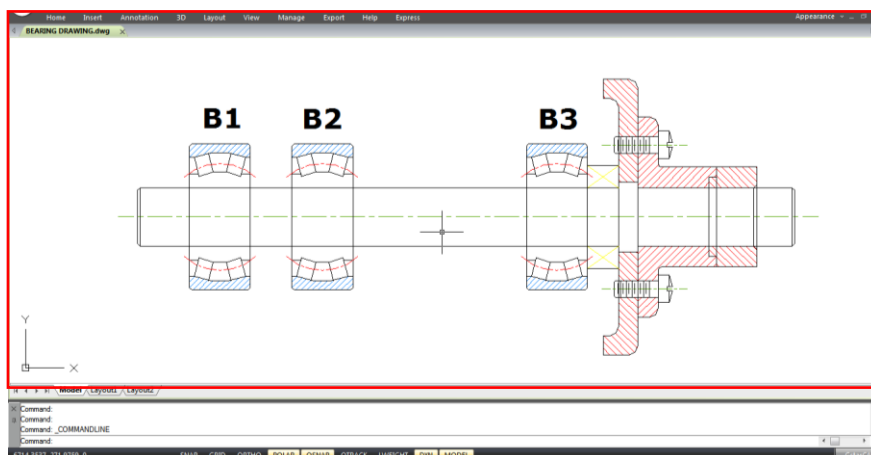 Home Insert Annotation 3D Layout View Manage Export Help Express Appearance
BEARING DRAWING.dwg
B1 B2 B3
Y
X
Model Layout1 Layout2
Command:
Command:
Command: _COMMANDLINE
Command:
SNAP GRID ORTHO POLAR OSNAP OTRACK LWEIGHT DYN MODEL